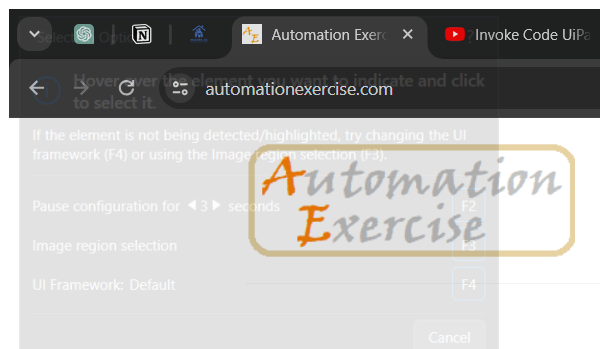 Selection Options
Automation Exerc
Invoke Code UiPa
?
automationexercise.com
Hover over the element you want to indicate and click
to select it.
If the element is not being detected/highlighted, try changing the UI
framework (F4) or using the Image region selection (F3).
Automation
Exercise
Pause configuration for 3 seconds
F2
Image region selection
F3
UI Framework: Default
F4
Cancel